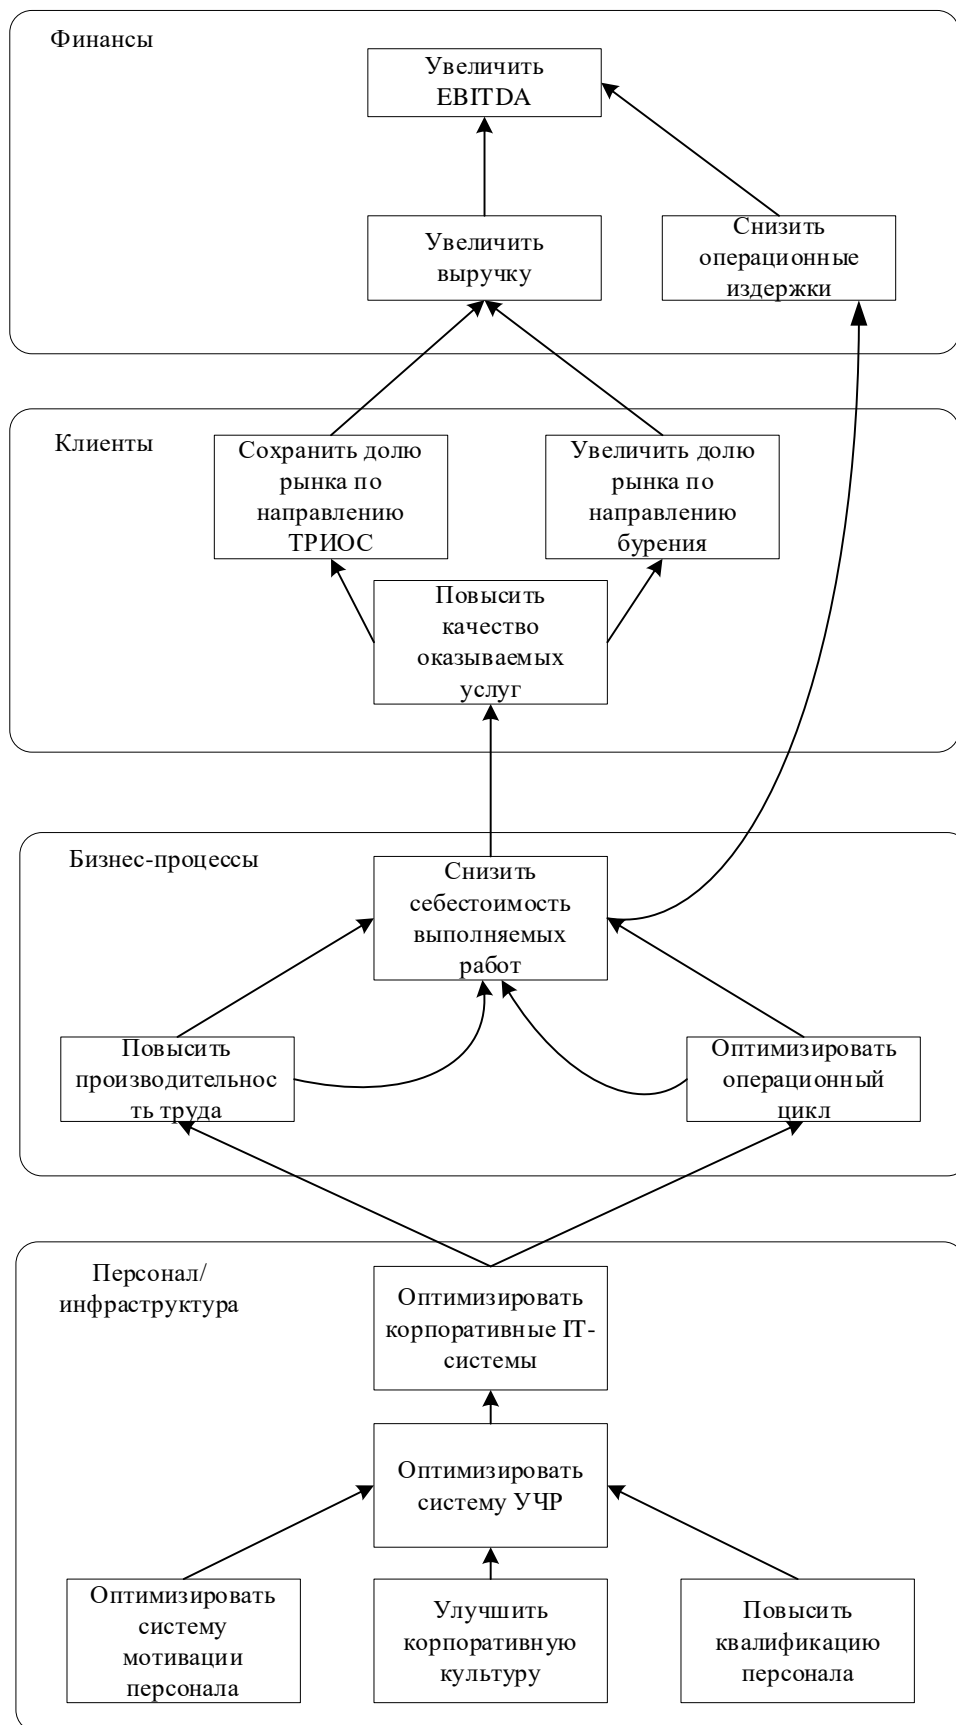 Финансы
Увеличить
EBITDA
Увеличить
выручку
Снизить
операционные
издержки
Клиенты
Сохранить долю
рынка по
направлению
ТРИОС
Увеличить долю
рынка по
направлению
бурения
Повысить
качество
оказываемых
услуг
Бизнес-процессы
Снизить
себестоимость
выполняемых
работ
Повысить
производительнос
ть труда
Оптимизировать
операционный
цикл
Персонал/
инфраструктура
Оптимизировать
корпоративные IT-
системы
Оптимизировать
систему УЧР
Оптимизировать
систему
мотивации
персонала
Улучшить
корпоративную
культуру
Повысить
квалификацию
персонала